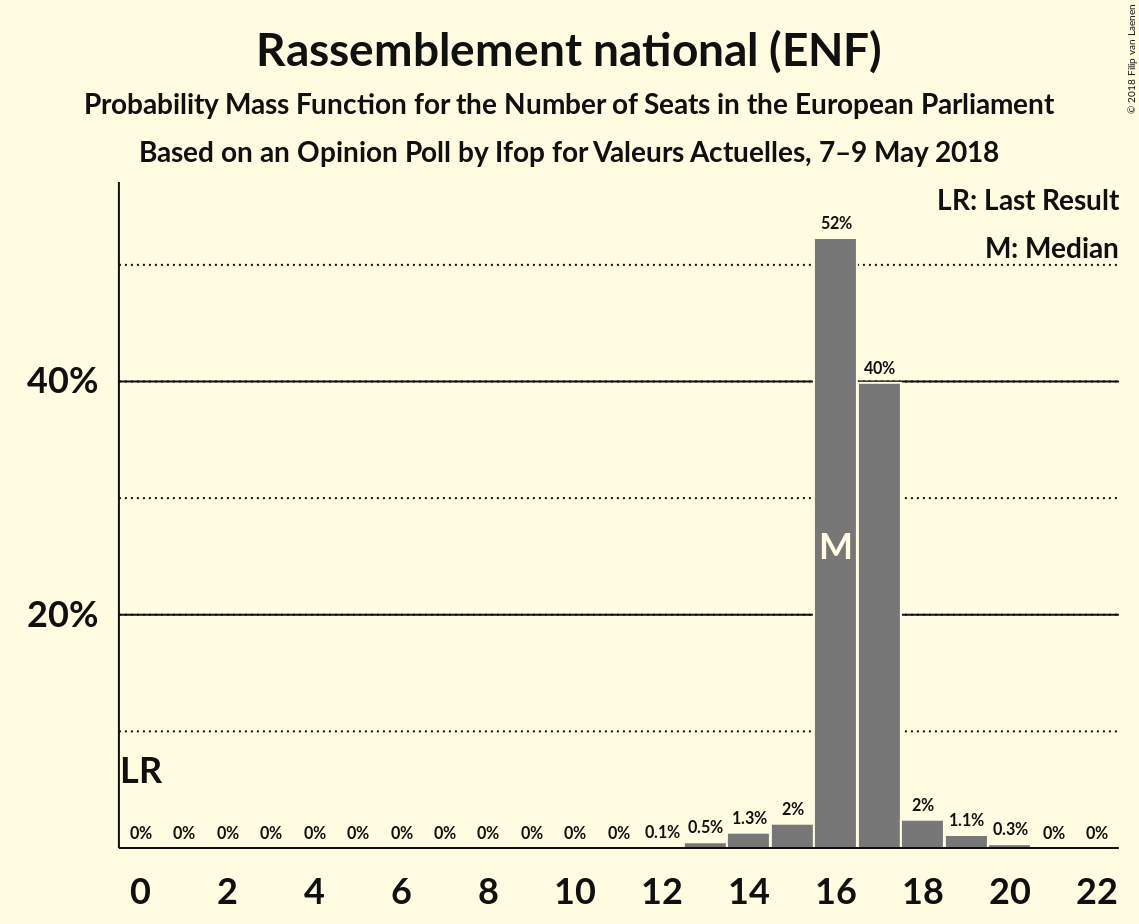 Rassemblement national (ENF)
Probability Mass Function for the Number of Seats in the European Parliament
Based on an Opinion Poll by Ifop for Valeurs Actuelles, 7–9 May 2018
© 2018 Filip van Laenen
LR: Last Result
M: Median
52%
40%
40%
M
20%
LR
0% 0% 0% 0% 0% 0% 0% 0% 0% 0% 0% 0% 0.1% 0.5% 1.3% 2% 2% 1.1% 0.3% 0% 0%
0 2 4 6 8 10 12 14 16 18 20 22